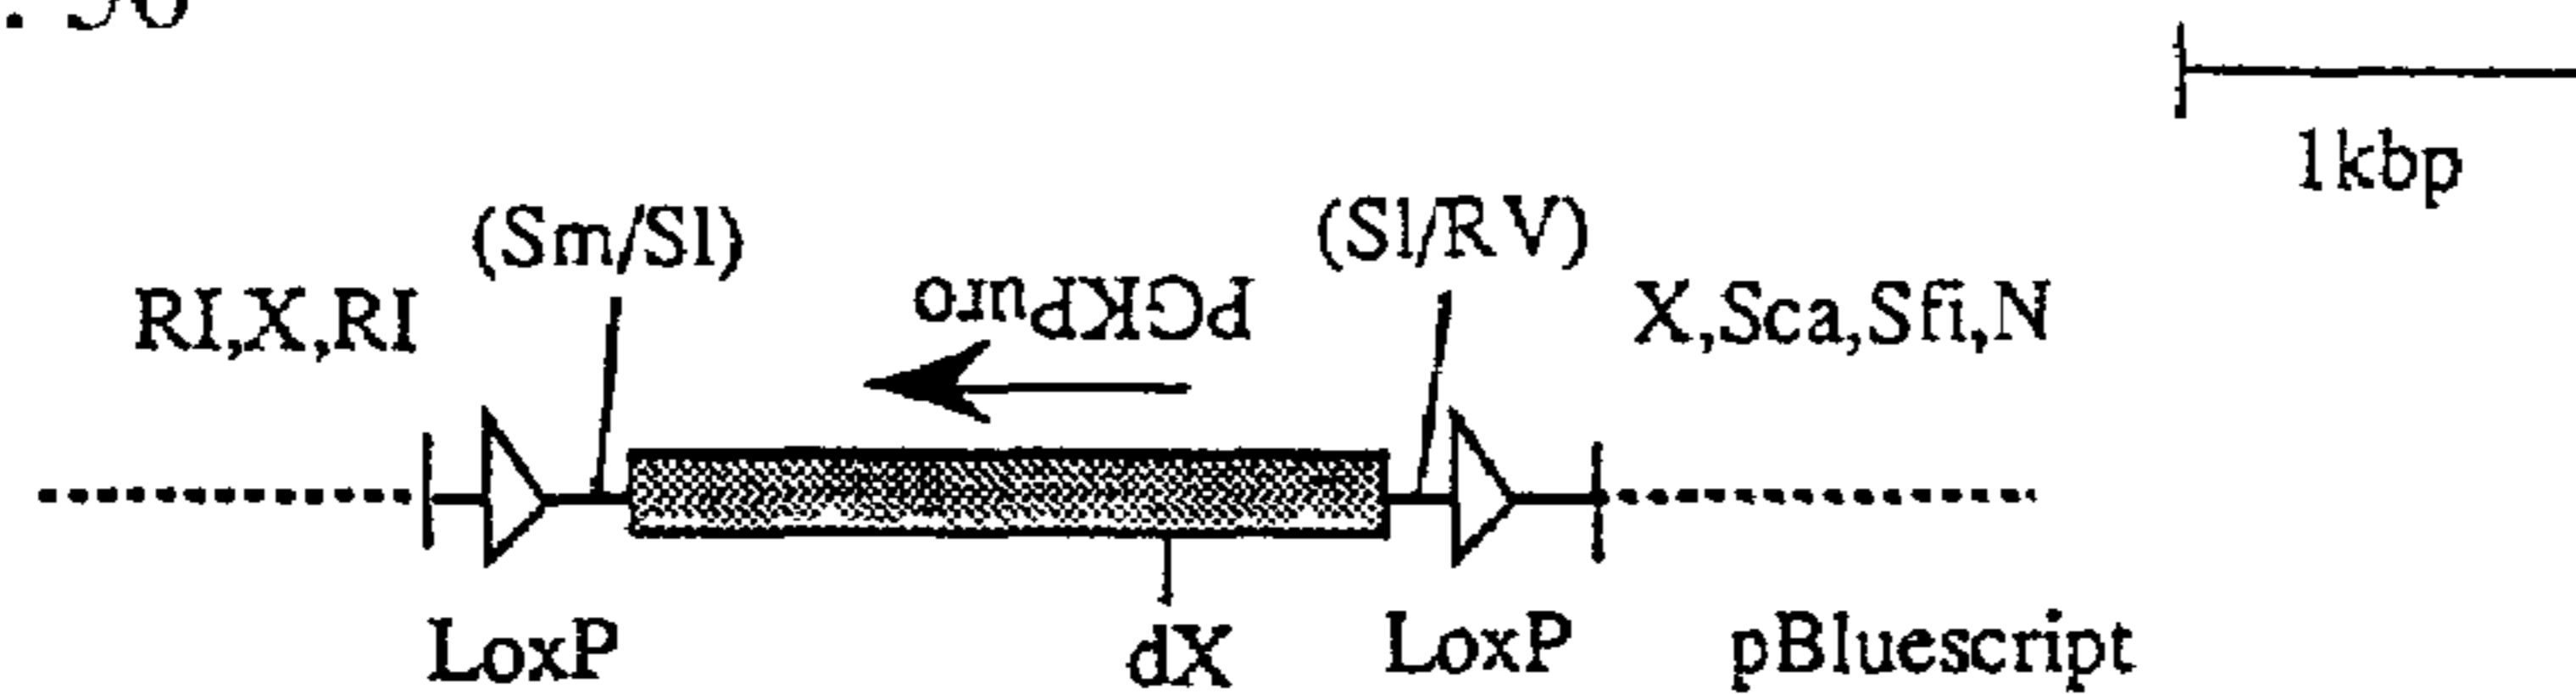 1kbp
(Sm/Sl)
(Sl/RV)
RI,X,RI
PGKPuro
X,Sca,Sfi,N
LoxP
dX
LoxP
pBluescript